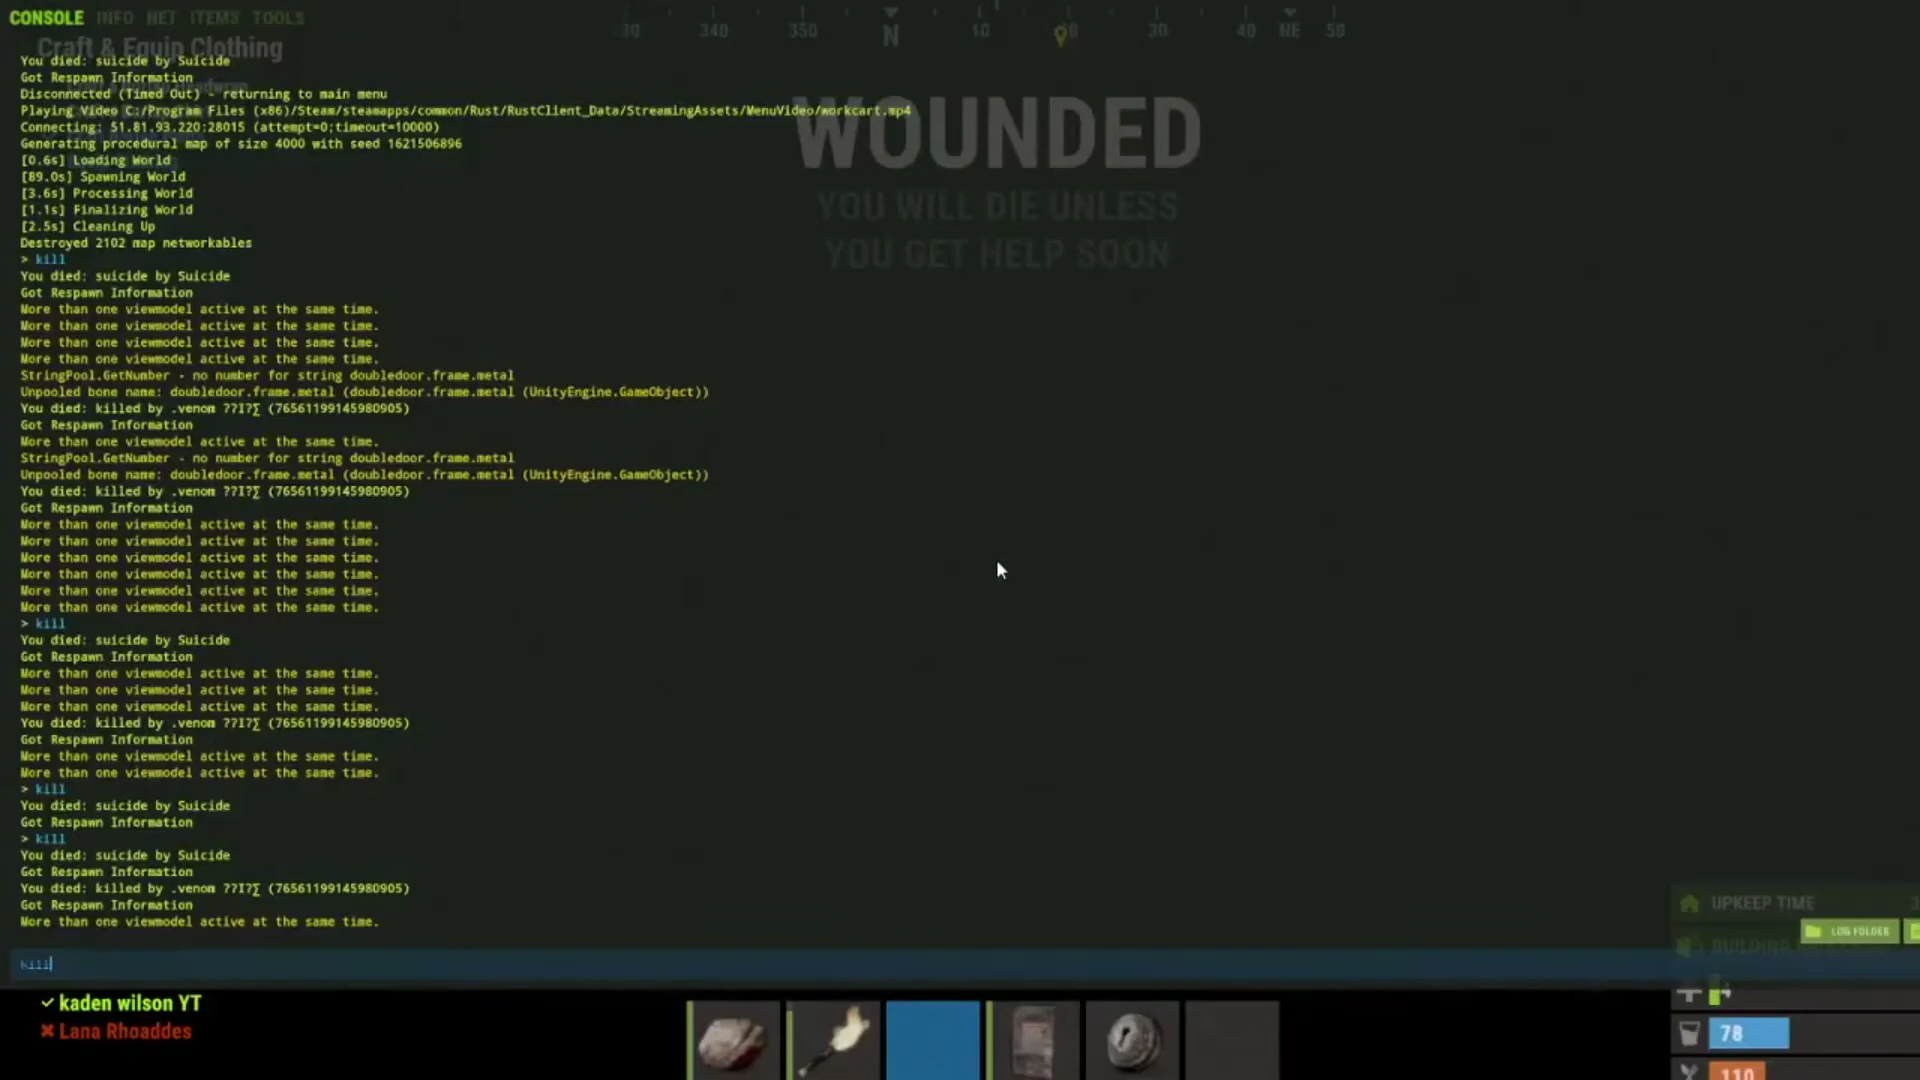 CONSOLE INFO NET ITEMS TOOLS
340 350 N 10 30 40 NE 50
Craft & Equip Clothing
You died: suicide by Suicide
Got Respawn Information
Disconnected (Timed Out) - returning to main menu
Playing Video C:/Program Files (x86)/Steam/steamapps/common/Rust/RustClient_Data/StreamingAssets/MenuVideo/workcart.mp4
Connecting: 51.81.93.220:28015 (attempt=0;timeout=10000)
Generating procedural map of size 4000 with seed 1621506896
[0.6s] Loading World
[89.0s] Spawning World
[3.6s] Processing World
[1.1s] Finalizing World
[2.5s] Cleaning Up
Destroyed 2102 map networkables
> kill
You died: suicide by Suicide
Got Respawn Information
More than one viewmodel active at the same time.
More than one viewmodel active at the same time.
More than one viewmodel active at the same time.
More than one viewmodel active at the same time.
StringPool.GetNumber - no number for string doubledoor.frame.metal
Unpooled bone name: doubledoor.frame.metal (doubledoor.frame.metal (UnityEngine.GameObject))
You died: killed by .venom ??I?∑ (76561199145980905)
Got Respawn Information
More than one viewmodel active at the same time.
StringPool.GetNumber - no number for string doubledoor.frame.metal
Unpooled bone name: doubledoor.frame.metal (doubledoor.frame.metal (UnityEngine.GameObject))
You died: killed by .venom ??I?∑ (76561199145980905)
Got Respawn Information
More than one viewmodel active at the same time.
More than one viewmodel active at the same time.
More than one viewmodel active at the same time.
More than one viewmodel active at the same time.
More than one viewmodel active at the same time.
More than one viewmodel active at the same time.
> kill
You died: suicide by Suicide
Got Respawn Information
More than one viewmodel active at the same time.
More than one viewmodel active at the same time.
More than one viewmodel active at the same time.
You died: killed by .venom ??I?∑ (76561199145980905)
Got Respawn Information
More than one viewmodel active at the same time.
More than one viewmodel active at the same time.
> kill
You died: suicide by Suicide
Got Respawn Information
> kill
You died: suicide by Suicide
Got Respawn Information
You died: killed by .venom ??I?∑ (76561199145980905)
Got Respawn Information
More than one viewmodel active at the same time.
kill
WOUNDED
YOU WILL DIE UNLESS
YOU GET HELP SOON
UPKEEP TIME
LOG FOLDER
kaden wilson YT
Lana Rhoaddes
78
110